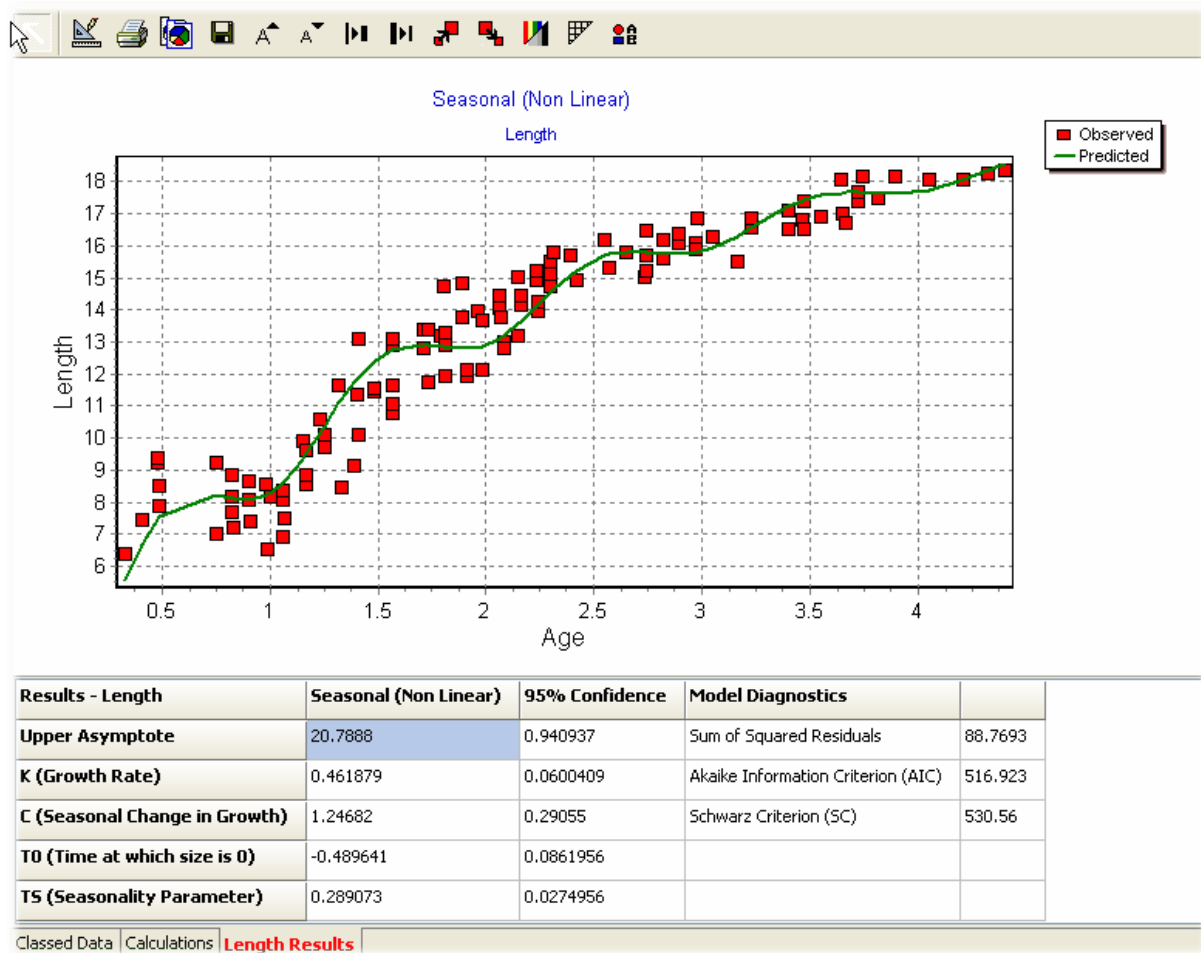 Seasonal (Non Linear)
Length
Observed
Predicted
18
17
16
15
14
13
12
11
10
9
8
7
6
Length
0.5 1 1.5 2 2.5 3 3.5 4
Age
Results - Length Seasonal (Non Linear) 95% Confidence Model Diagnostics
Upper Asymptote 20.7888 0.940937 Sum of Squared Residuals 88.7693
K (Growth Rate) 0.461879 0.0600409 Akaike Information Criterion (AIC) 516.923
C (Seasonal Change in Growth) 1.24682 0.29055 Schwarz Criterion (SC) 530.56
T0 (Time at which size is 0) -0.489641 0.0861956
TS (Seasonality Parameter) 0.289073 0.0274956
Classed Data Calculations Length Results